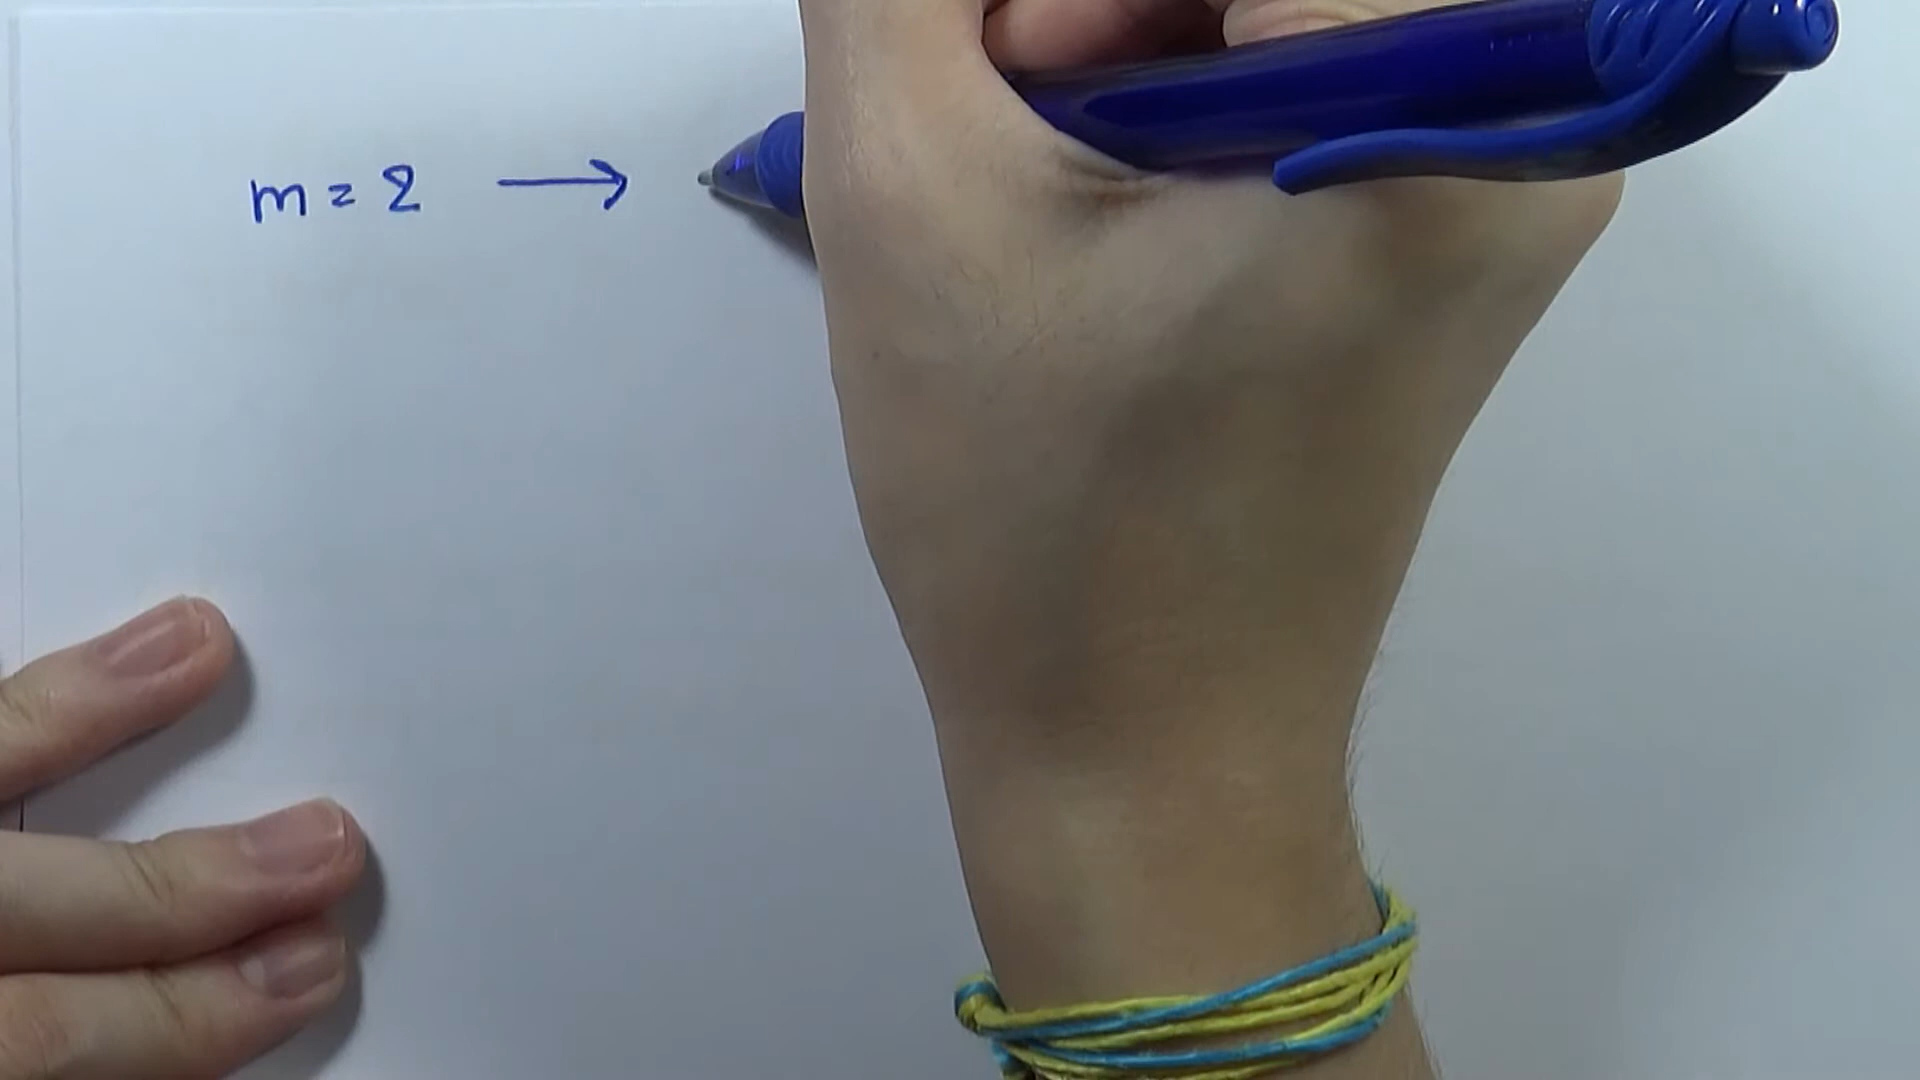 m = 2 →